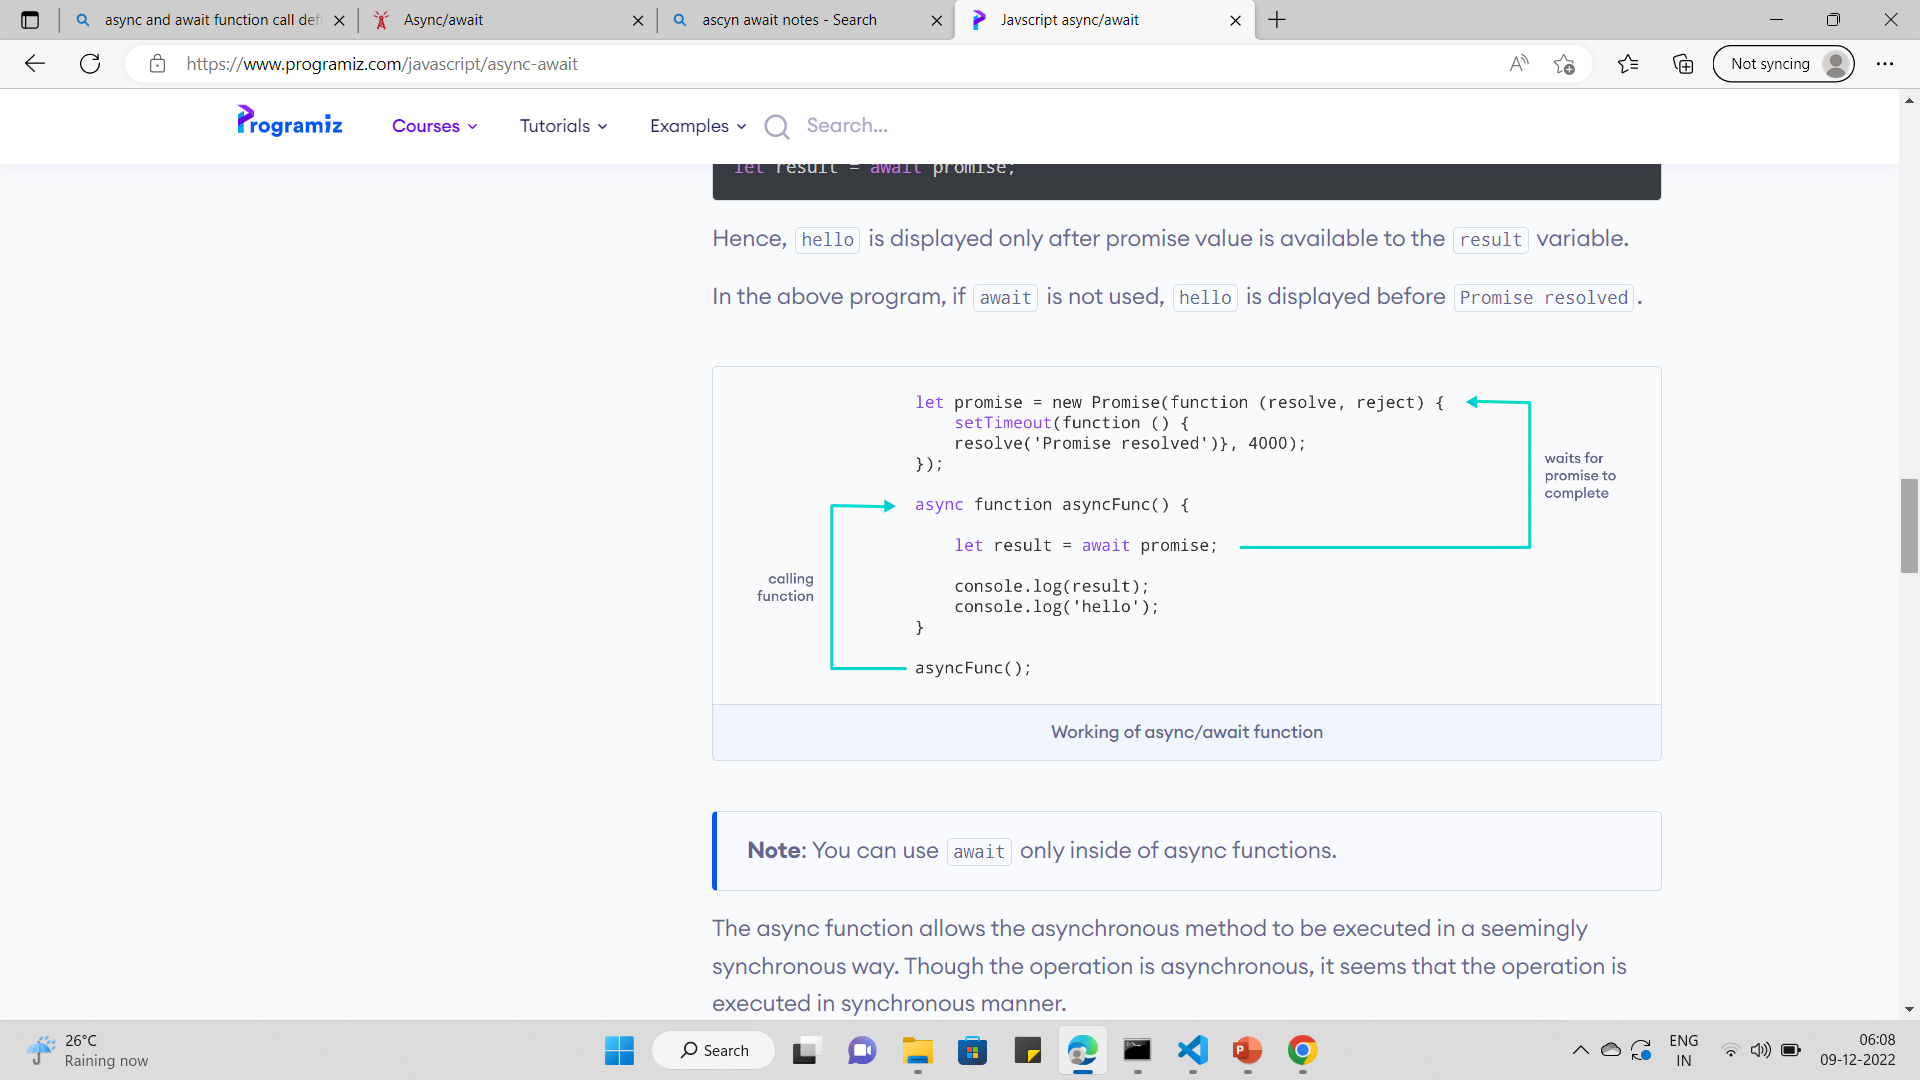 async and await function call defi
Async/await
ascyn await notes - Search
Javscript async/await
https://www.programiz.com/javascript/async-await
Not syncing
Programiz
Courses
Tutorials
Examples
Search...
let result = await promise;
Hence, hello is displayed only after promise value is available to the result variable.
In the above program, if await is not used, hello is displayed before Promise resolved.
let promise = new Promise(function (resolve, reject) {
setTimeout(function () {
resolve('Promise resolved')}, 4000);
});
waits for
promise to
complete
async function asyncFunc() {
let result = await promise;
calling
function
console.log(result);
console.log('hello');
}
asyncFunc();
Working of async/await function
Note: You can use await only inside of async functions.
The async function allows the asynchronous method to be executed in a seemingly
synchronous way. Though the operation is asynchronous, it seems that the operation is
executed in synchronous manner.
26°C
Raining now
Search
ENG
IN
06:08
09-12-2022